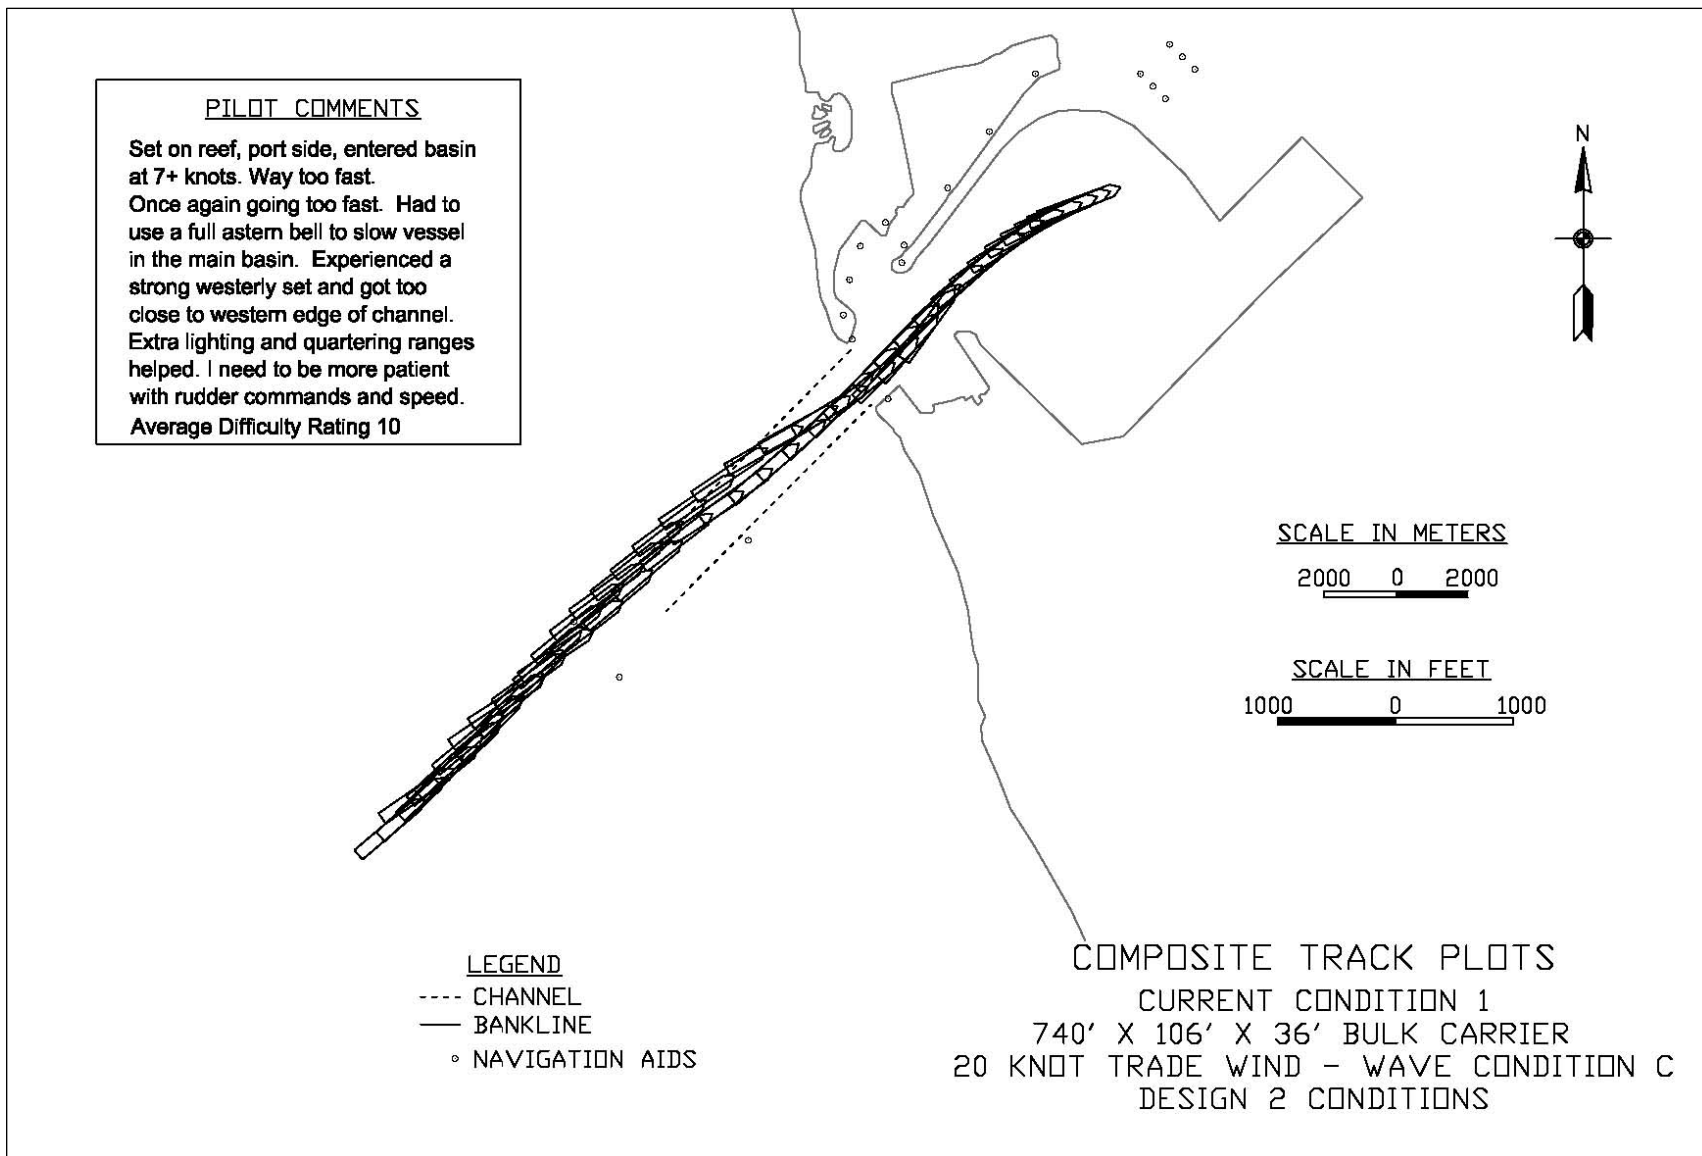 PILOT COMMENTS
Set on reef, port side, entered basin
at 7+ knots. Way too fast.
Once again going too fast. Had to
use a full astern bell to slow vessel
in the main basin. Experienced a
strong westerly set and got too
close to western edge of channel.
Extra lighting and quartering ranges
helped. I need to be more patient
with rudder commands and speed.
Average Difficulty Rating 10
N
SCALE IN METERS
2000 0 2000
SCALE IN FEET
1000 0 1000
LEGEND
CHANNEL
BANKLINE
NAVIGATION AIDS
COMPOSITE TRACK PLOTS
CURRENT CONDITION 1
740' X 106' X 36' BULK CARRIER
20 KNOT TRADE WIND - WAVE CONDITION C
DESIGN 2 CONDITIONS